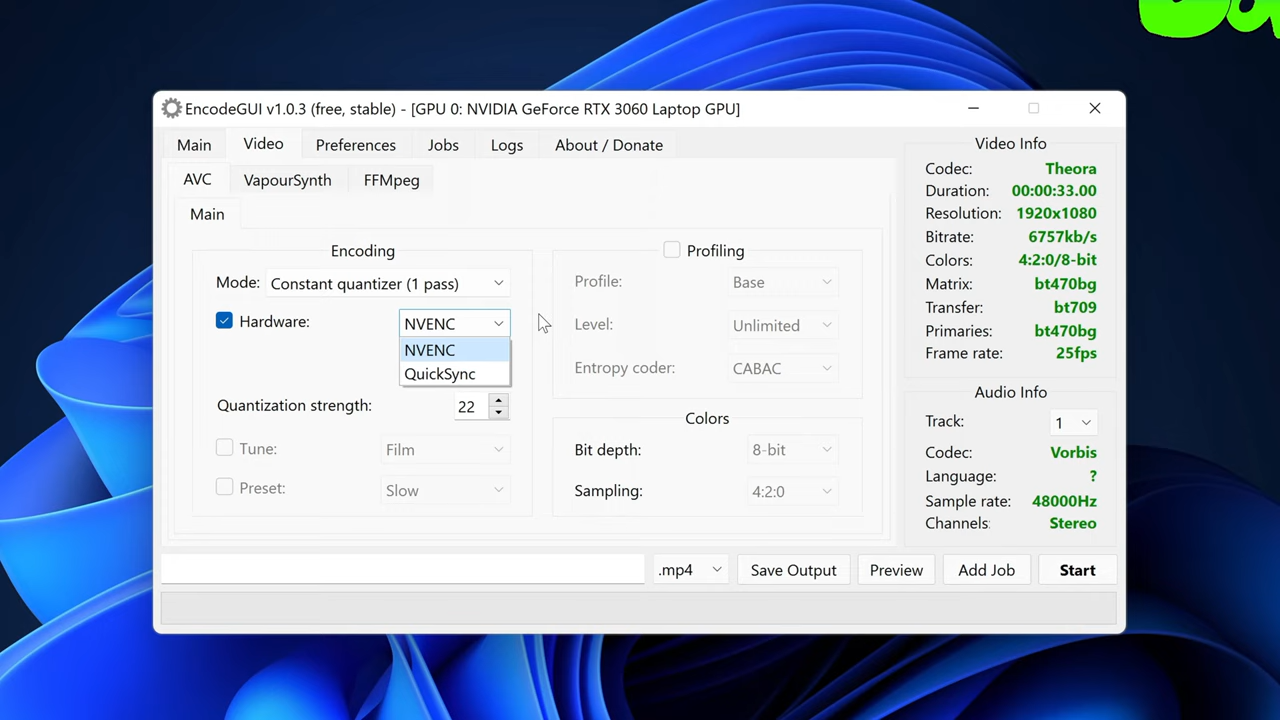 EncodeGUI v1.0.3 (free, stable) - [GPU 0: NVIDIA GeForce RTX 3060 Laptop GPU]
Main Video Preferences Jobs Logs About / Donate
AVC VapourSynth FFMpeg
Main
Encoding
Mode: Constant quantizer (1 pass)
Hardware: NVENC
NVENC
QuickSync
Quantization strength: 22
Tune: Film
Preset: Slow
Profiling
Profile: Base
Level: Unlimited
Entropy coder: CABAC
Colors
Bit depth: 8-bit
Sampling: 4:2:0
Video Info
Codec: Theora
Duration: 00:00:33.00
Resolution: 1920x1080
Bitrate: 6757kb/s
Colors: 4:2:0/8-bit
Matrix: bt470bg
Transfer: bt709
Primaries: bt470bg
Frame rate: 25fps
Audio Info
Track: 1
Codec: Vorbis
Language: ?
Sample rate: 48000Hz
Channels: Stereo
.mp4 Save Output Preview Add Job Start